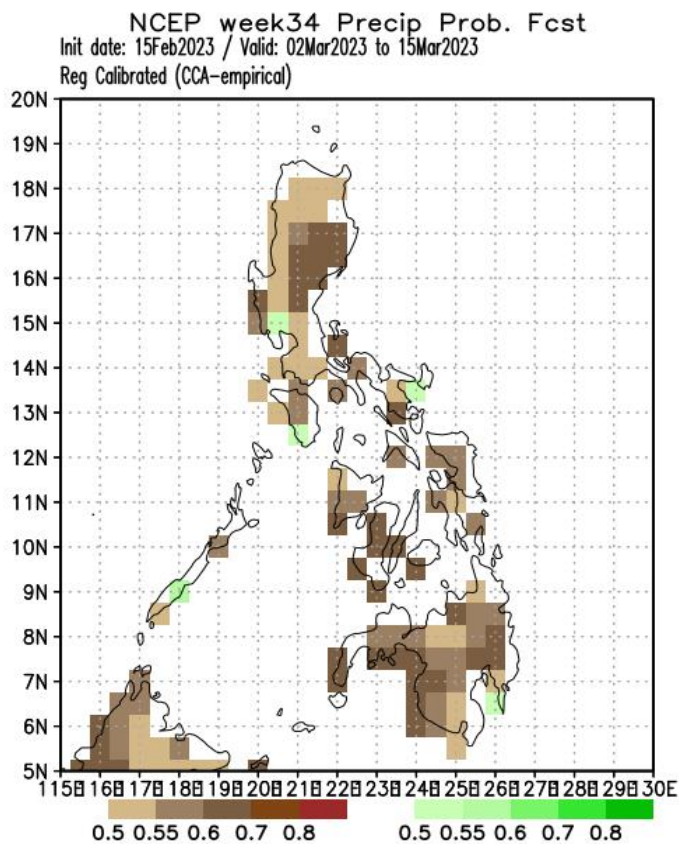 NCEP week34 Precip Prob. Fcst
Init date: 15Feb2023 / Valid: 02Mar2023 to 15Mar2023
Reg Calibrated (CCA-empirical)
20N
19N
18N
17N
16N
15N
14N
13N
12N
11N
10N
9N
8N
7N
6N
5N
115E 116E 117E 118E 119E 120E 121E 122E 123E 124E 125E 126E 127E 128E 129E 130E
0.5 0.55 0.6 0.7 0.8 0.5 0.55 0.6 0.7 0.8